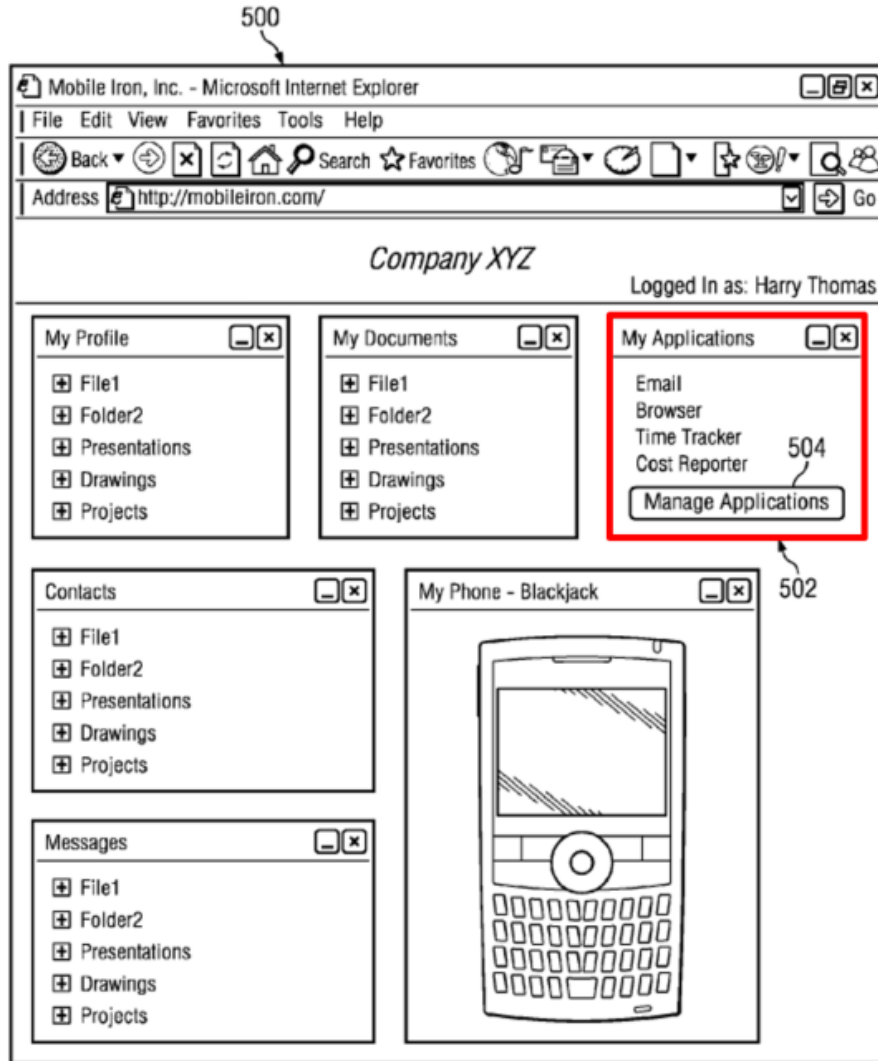 500
Mobile Iron, Inc. - Microsoft Internet Explorer
File Edit View Favorites Tools Help
Back Search Favorites
Address http://mobileiron.com/ Go
Company XYZ
Logged In as: Harry Thomas
My Profile
File1
Folder2
Presentations
Drawings
Projects
My Documents
File1
Folder2
Presentations
Drawings
Projects
My Applications
Email
Browser
Time Tracker
Cost Reporter
504
Manage Applications
502
Contacts
File1
Folder2
Presentations
Drawings
Projects
My Phone - Blackjack
Messages
File1
Folder2
Presentations
Drawings
Projects